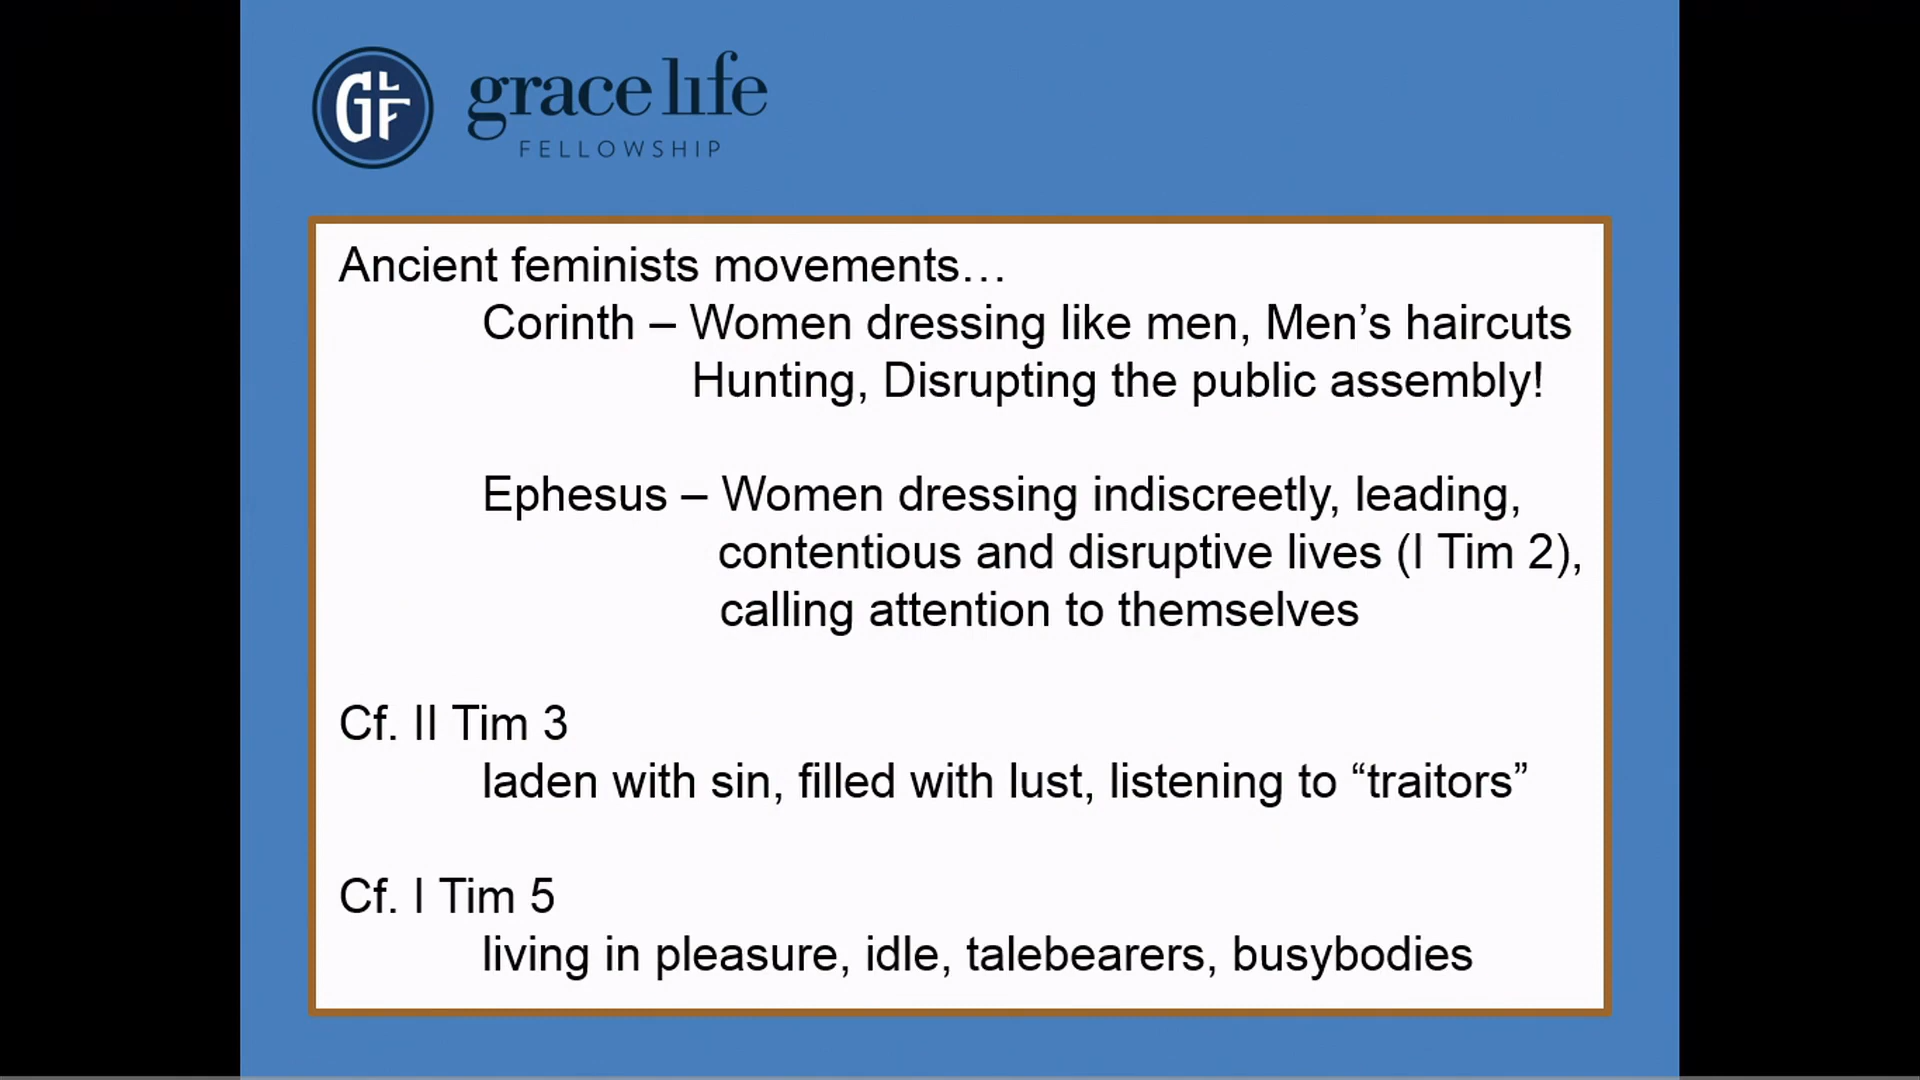 GLF
grace life
FELLOWSHIP
Ancient feminists movements…
Corinth – Women dressing like men, Men’s haircuts
Hunting, Disrupting the public assembly!
Ephesus – Women dressing indiscreetly, leading,
contentious and disruptive lives (I Tim 2),
calling attention to themselves
Cf. II Tim 3
laden with sin, filled with lust, listening to “traitors”
Cf. I Tim 5
living in pleasure, idle, talebearers, busybodies